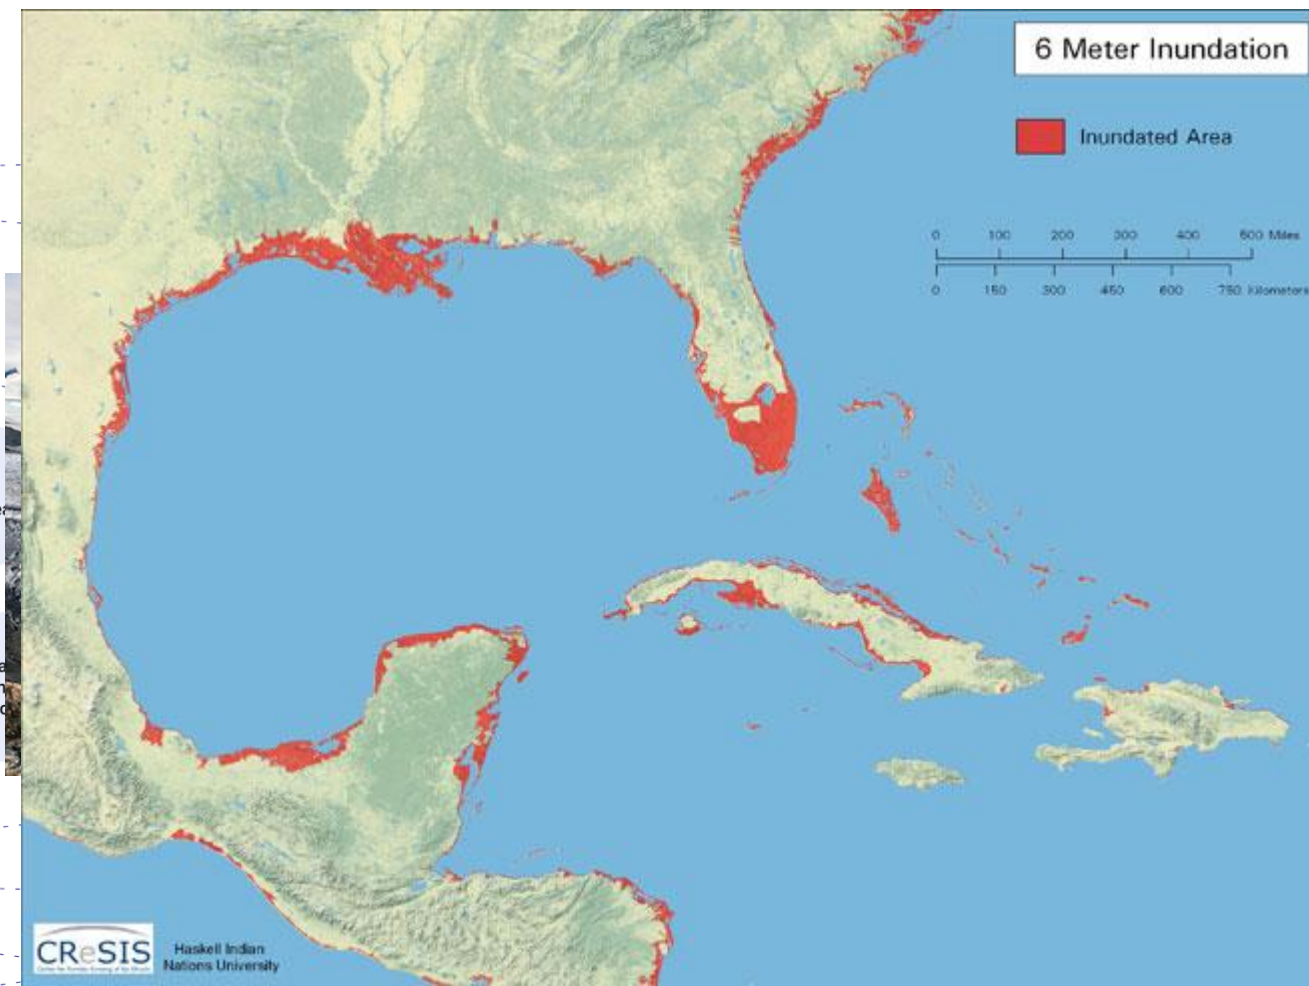 6 Meter Inundation
Inundated Area
0 100 200 300 400 500 Miles
0 150 300 450 600 750 Kilometers
CReSIS
Haskell Indian
Nations University